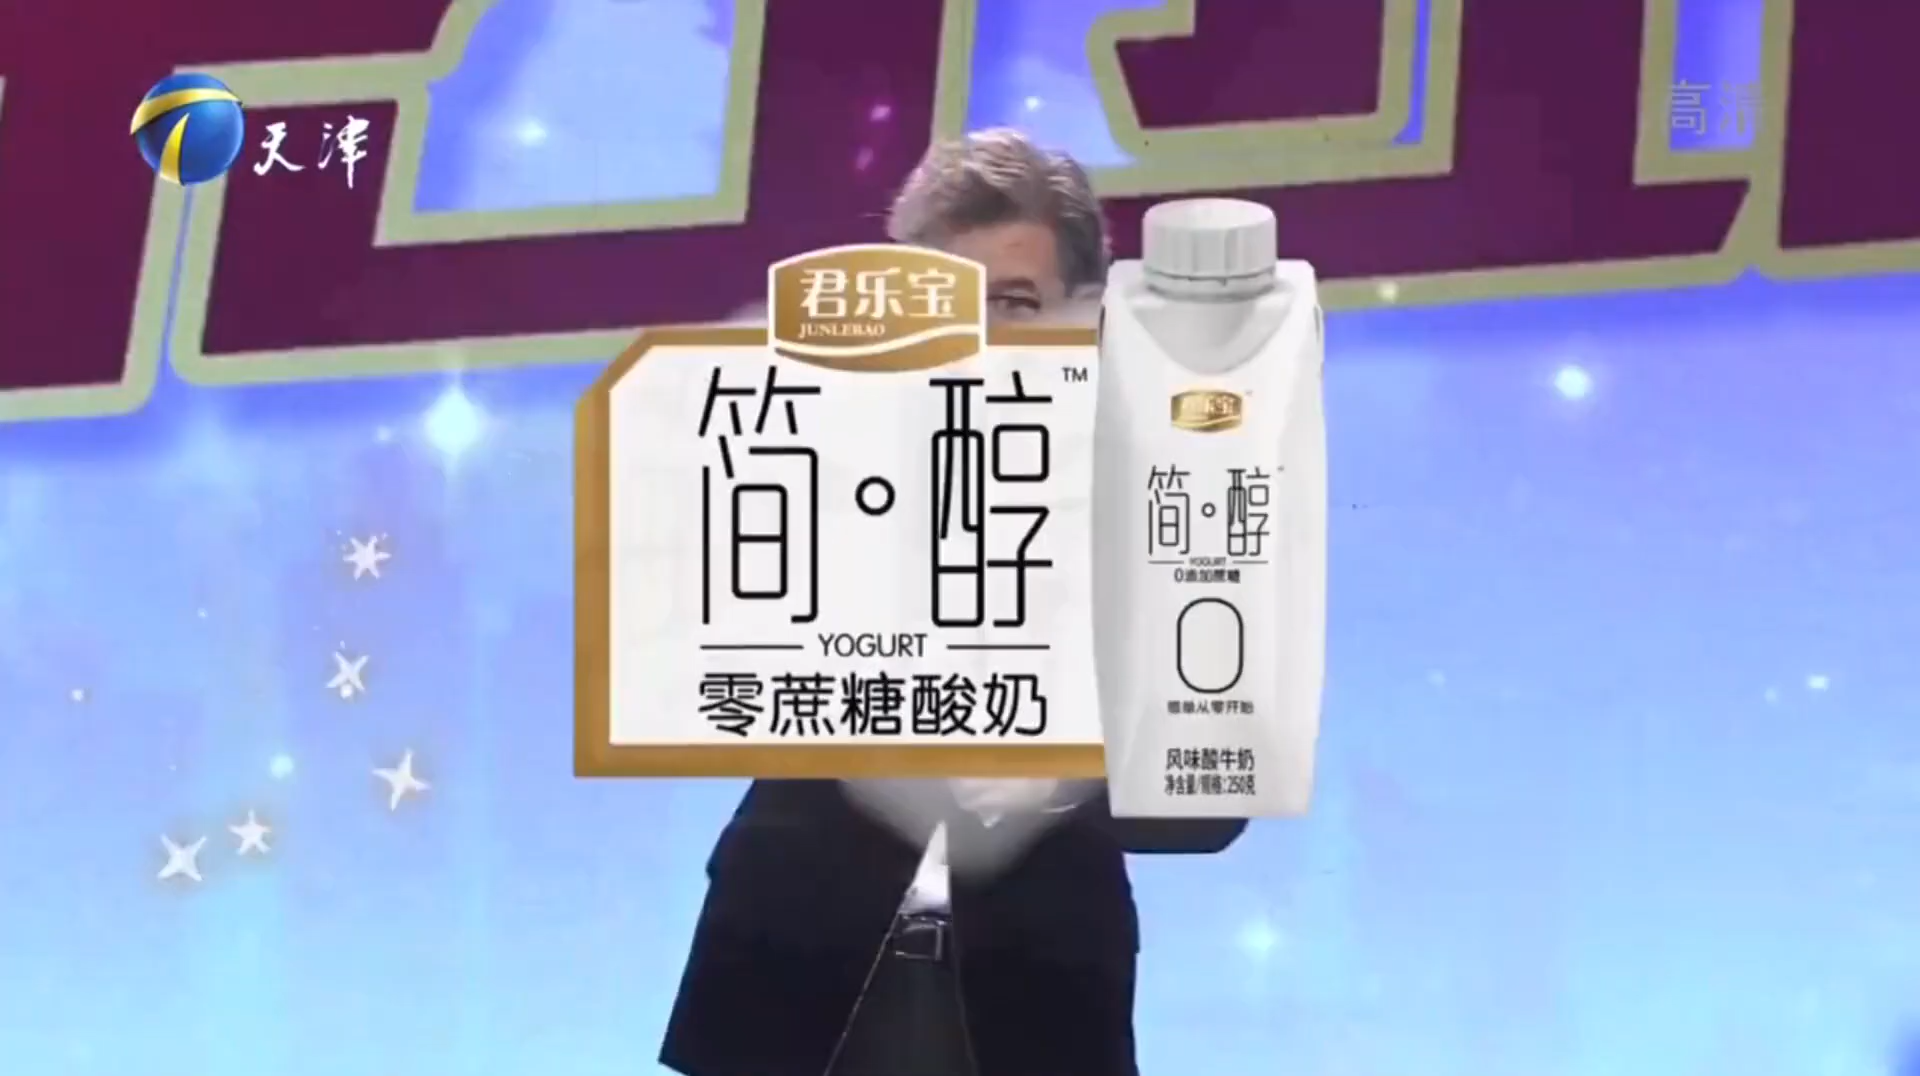 天津
高清
君乐宝
JUNLEBAO
简·醇 TM
YOGURT
零蔗糖酸奶
君乐宝
简·醇
YOGURT
0添加蔗糖
0
简单从零开始
风味酸牛奶
净含量/规格:250克